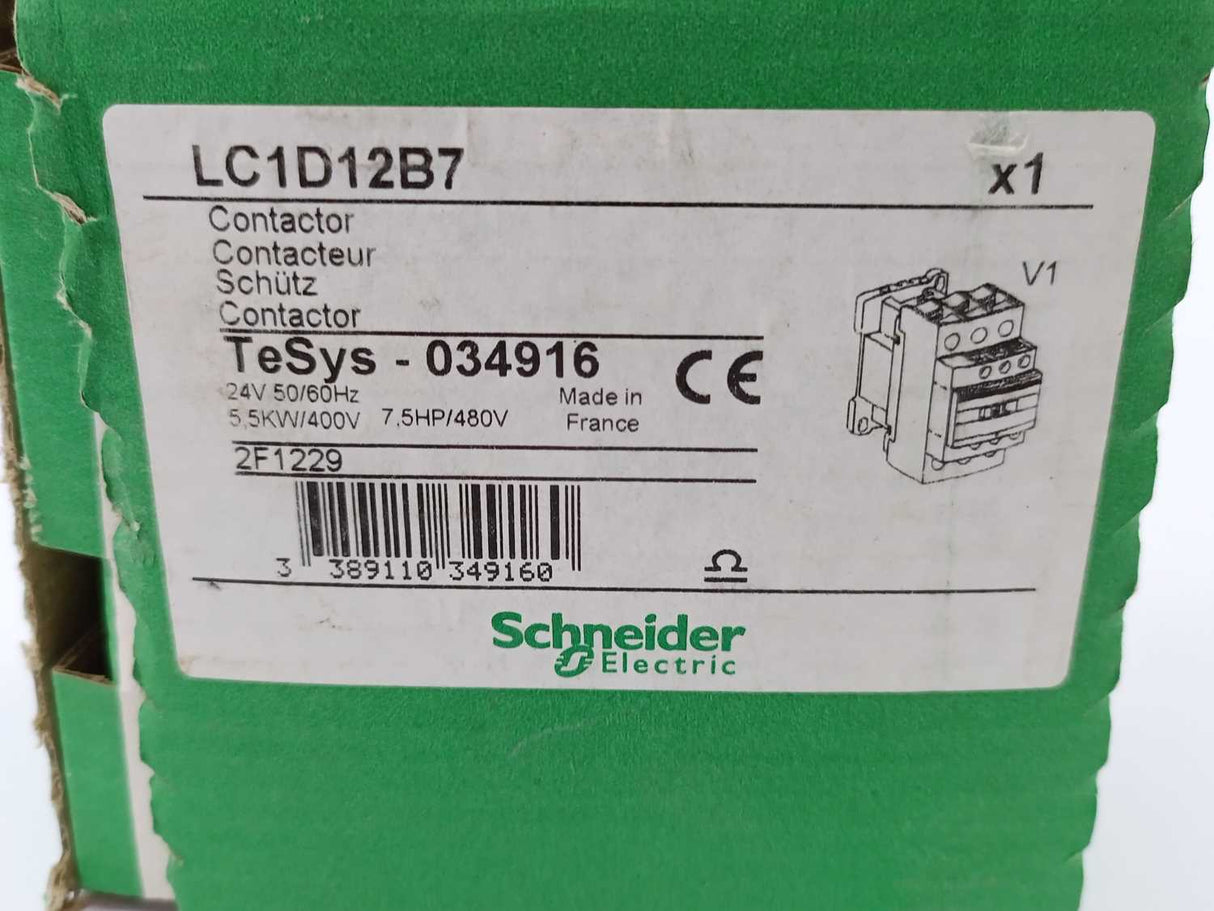 LC1D12B7 x1
Contactor
Contacteur
Schütz
Contactor
V1
TeSys - 034916
CE
24V 50/60Hz
5,5KW/400V 7,5HP/480V
Made in
France
2F1229
3 389110 349160
Schneider
Electric